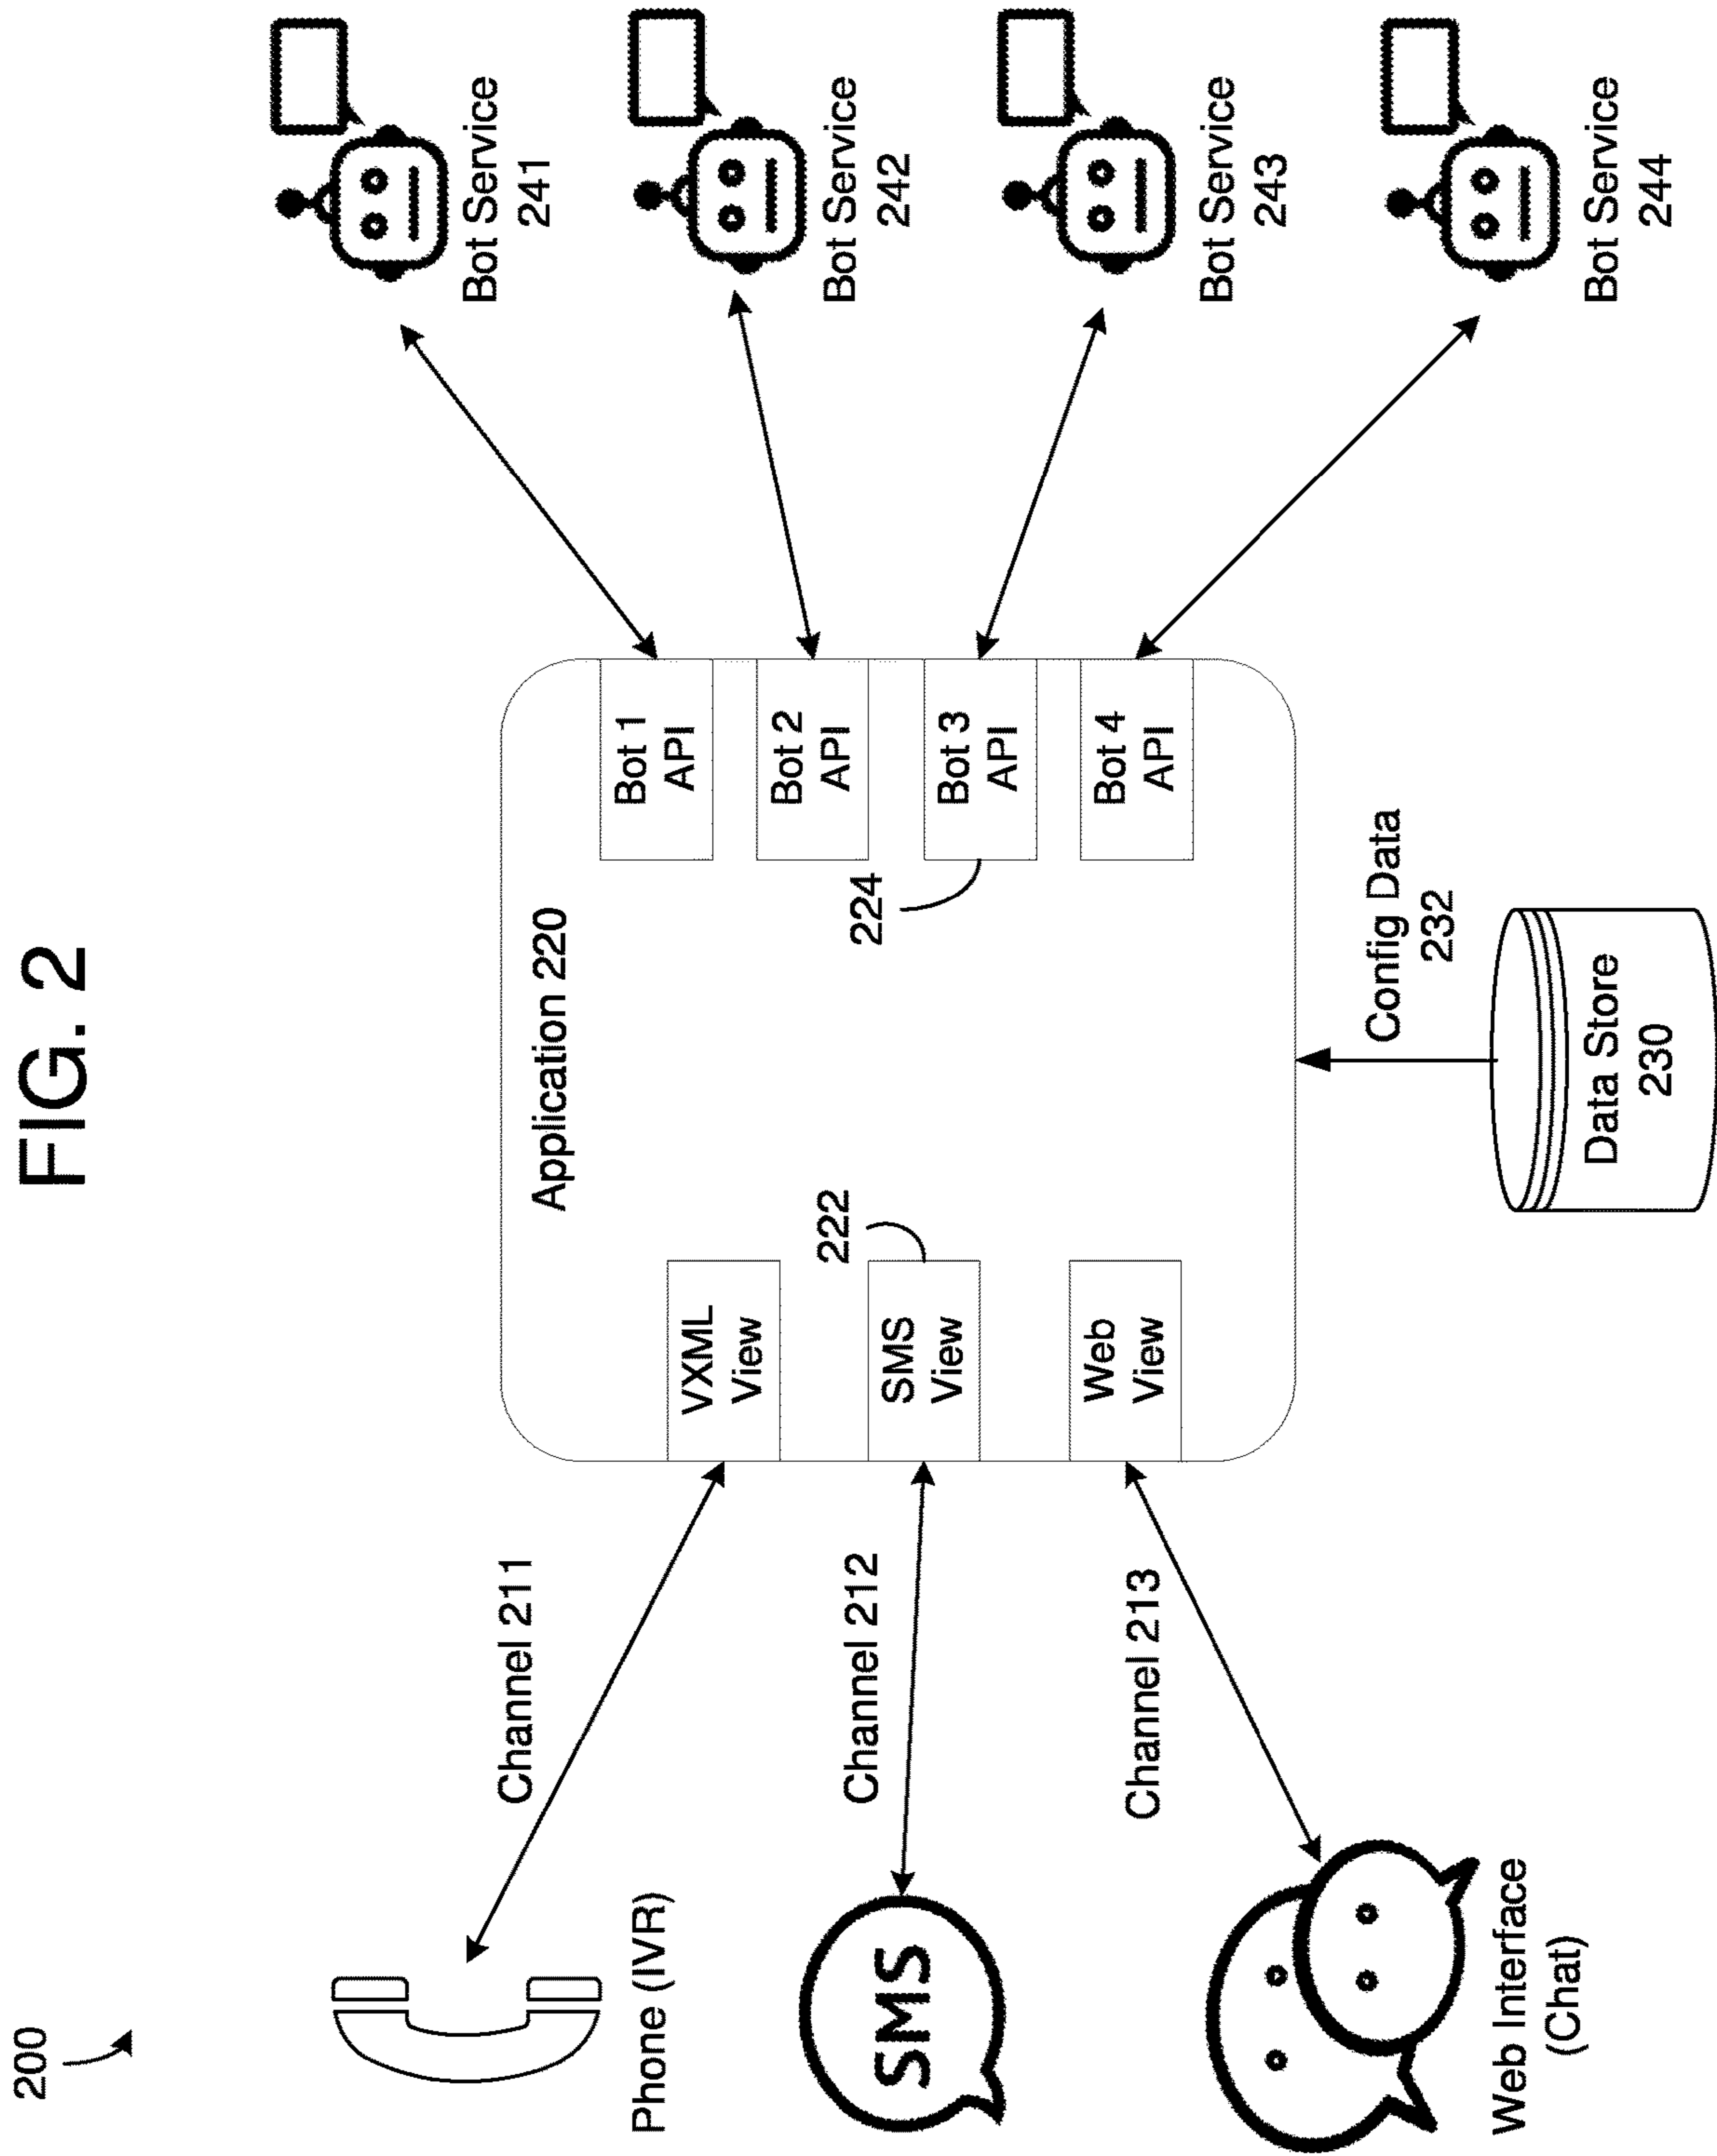 FIG. 2
200
Phone (IVR)
Channel 211
SMS
Channel 212
Web Interface
(Chat)
Channel 213
Application 220
VXML
View
222
SMS
View
Web
View
Bot 1
API
Bot 2
API
224
Bot 3
API
Bot 4
API
Config Data
232
Data Store
230
Bot Service
241
Bot Service
242
Bot Service
243
Bot Service
244